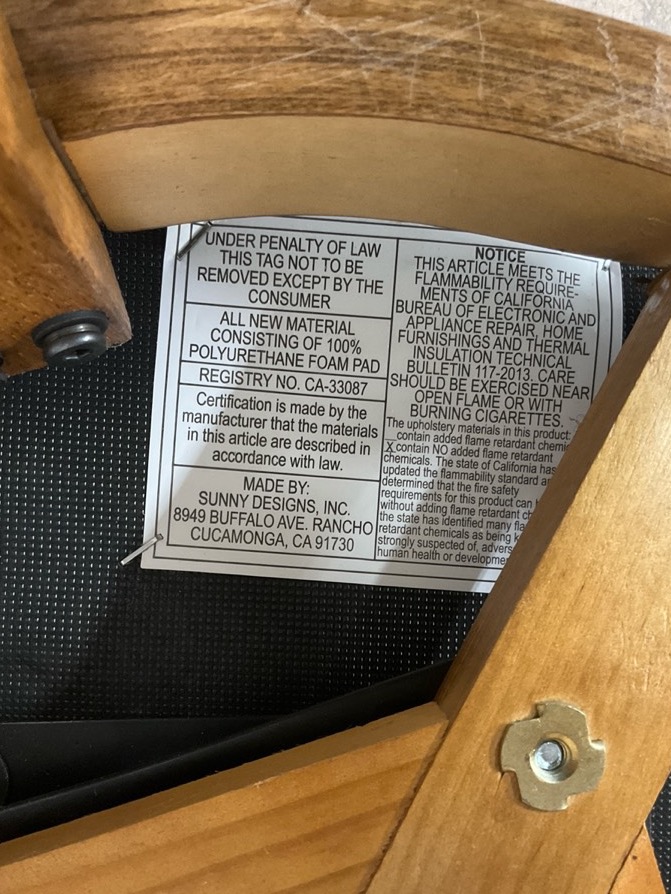 UNDER PENALTY OF LAW
THIS TAG NOT TO BE
REMOVED EXCEPT BY THE
CONSUMER
ALL NEW MATERIAL
CONSISTING OF 100%
POLYURETHANE FOAM PAD
REGISTRY NO. CA-33087
Certification is made by the
manufacturer that the materials
in this article are described in
accordance with law.
MADE BY:
SUNNY DESIGNS, INC.
8949 BUFFALO AVE. RANCHO
CUCAMONGA, CA 91730
NOTICE
THIS ARTICLE MEETS THE
FLAMMABILITY REQUIRE-
MENTS OF CALIFORNIA
BUREAU OF ELECTRONIC AND
APPLIANCE REPAIR, HOME
FURNISHINGS AND THERMAL
INSULATION TECHNICAL
BULLETIN 117-2013. CARE
SHOULD BE EXERCISED NEAR
OPEN FLAME OR WITH
BURNING CIGARETTES.
The upholstery materials in this product:
__contain added flame retardant
X contain NO added flame retardant
chemicals. The state of California has
updated the flammability standard
determined that the fire safety
requirements for this product can
without adding flame retardant
the state has identified many
retardant chemicals as being
strongly suspected of,
human health or